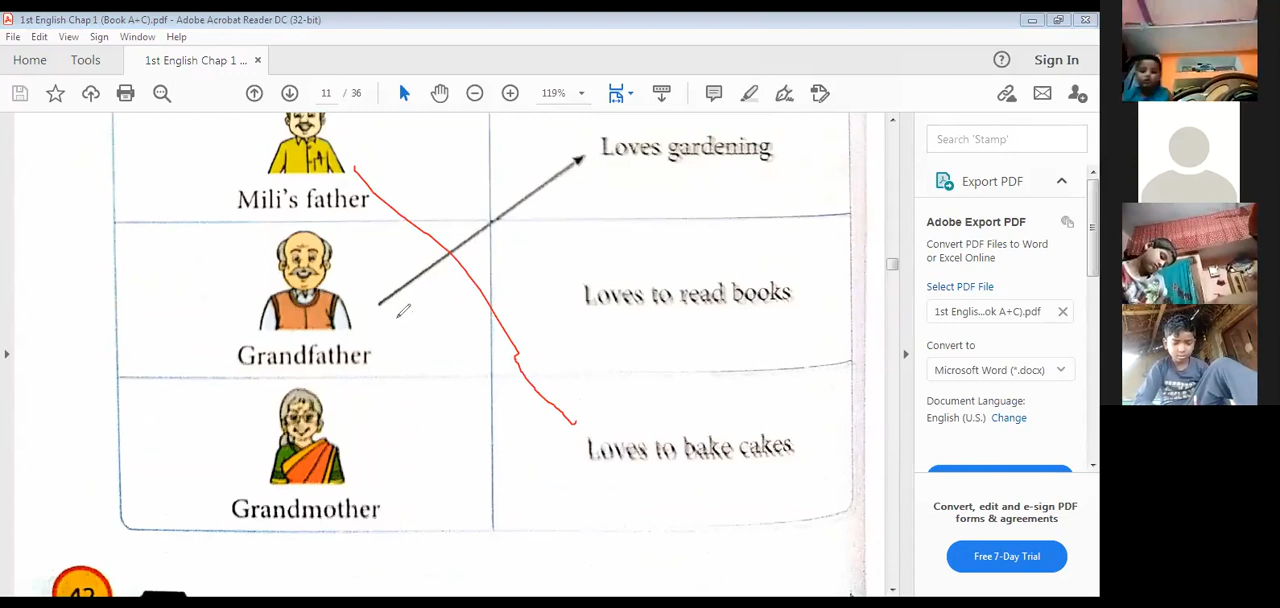 1st English Chap 1 (Book A+C).pdf - Adobe Acrobat Reader DC (32-bit)
File Edit View Sign Window Help
Home Tools 1st English Chap 1 ... × Sign In
11 / 36 119%
Mili's father
Loves gardening
Grandfather
Loves to read books
Grandmother
Loves to bake cakes
Search 'Stamp'
Export PDF
Adobe Export PDF
Convert PDF Files to Word
or Excel Online
Select PDF File
1st Englis...ok A+C).pdf
Convert to
Microsoft Word (*.docx)
Document Language:
English (U.S.) Change
Convert, edit and e-sign PDF
forms & agreements
Free 7-Day Trial